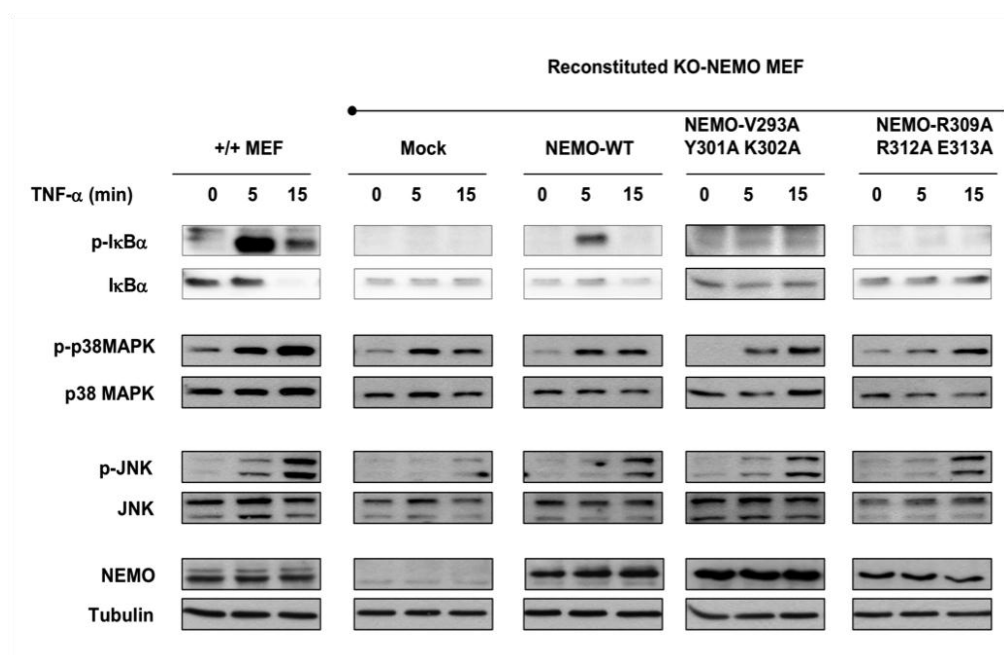 Reconstituted KO-NEMO MEF
+/+ MEF
Mock
NEMO-WT
NEMO-V293A
Y301A K302A
NEMO-R309A
R312A E313A
TNF-α (min) 0 5 15 0 5 15 0 5 15 0 5 15 0 5 15
p-IκBα
IκBα
p-p38MAPK
p38 MAPK
p-JNK
JNK
NEMO
Tubulin